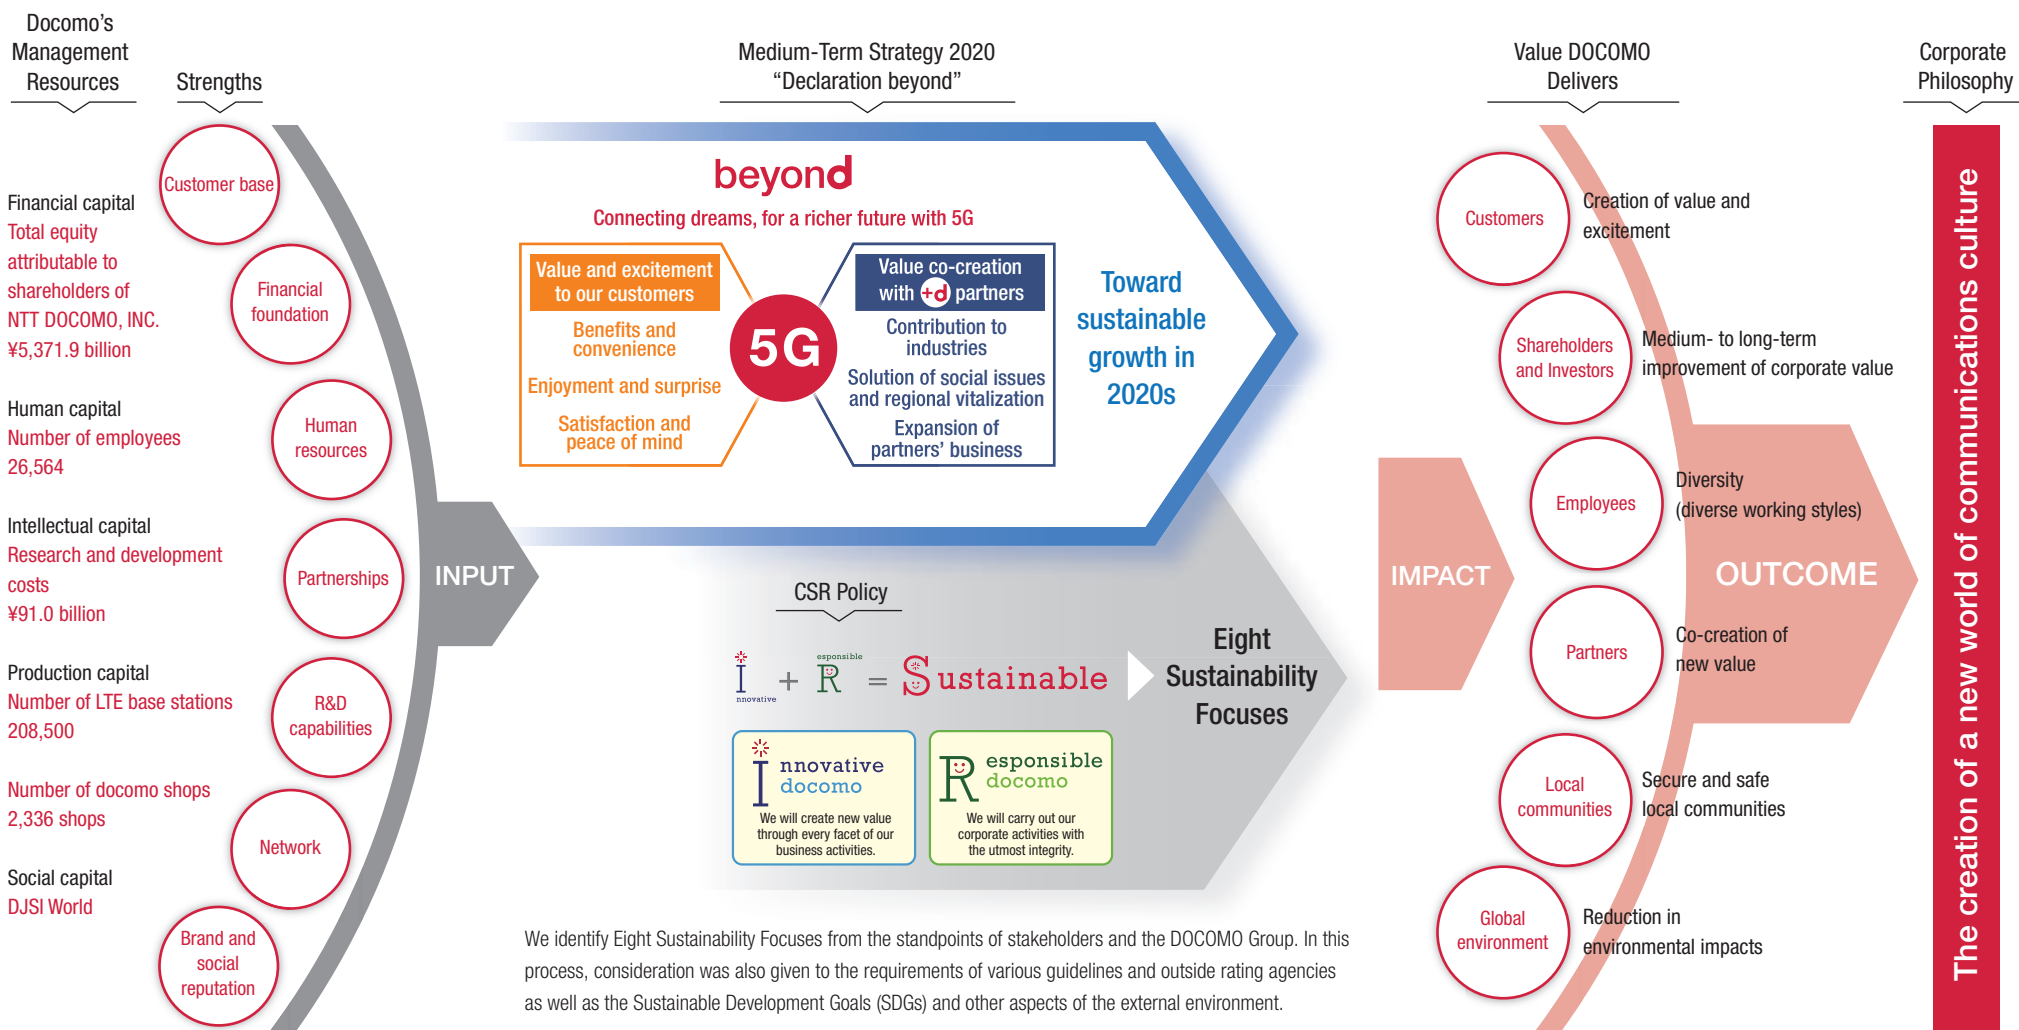 Docomo's
Management
Resources
Strengths
Medium-Term Strategy 2020
“Declaration beyond”
Value DOCOMO
Delivers
Corporate
Philosophy
Financial capital
Total equity
attributable to
shareholders of
NTT DOCOMO, INC.
¥5,371.9 billion
Human capital
Number of employees
26,564
Intellectual capital
Research and development
costs
¥91.0 billion
Production capital
Number of LTE base stations
208,500
Number of docomo shops
2,336 shops
Social capital
DJSI World
Customer base
Financial
foundation
Human
resources
Partnerships
R&D
capabilities
Network
Brand and
social
reputation
INPUT
beyond
Connecting dreams, for a richer future with 5G
Value and excitement
to our customers
Benefits and
convenience
Enjoyment and surprise
Satisfaction and
peace of mind
5G
Value co-creation
with +d partners
Contribution to
industries
Solution of social issues
and regional vitalization
Expansion of
partners' business
Toward
sustainable
growth in
2020s
CSR Policy
Innovative + Responsible = Sustainable
Eight
Sustainability
Focuses
Innovative
docomo
We will create new value
through every facet of our
business activities.
Responsible
docomo
We will carry out our
corporate activities with
the utmost integrity.
We identify Eight Sustainability Focuses from the standpoints of stakeholders and the DOCOMO Group. In this
process, consideration was also given to the requirements of various guidelines and outside rating agencies
as well as the Sustainable Development Goals (SDGs) and other aspects of the external environment.
IMPACT
Customers
Creation of value and
excitement
Shareholders
and Investors
Medium- to long-term
improvement of corporate value
Employees
Diversity
(diverse working styles)
Partners
Co-creation of
new value
Local
communities
Secure and safe
local communities
Global
environment
Reduction in
environmental impacts
OUTCOME
The creation of a new world of communications culture